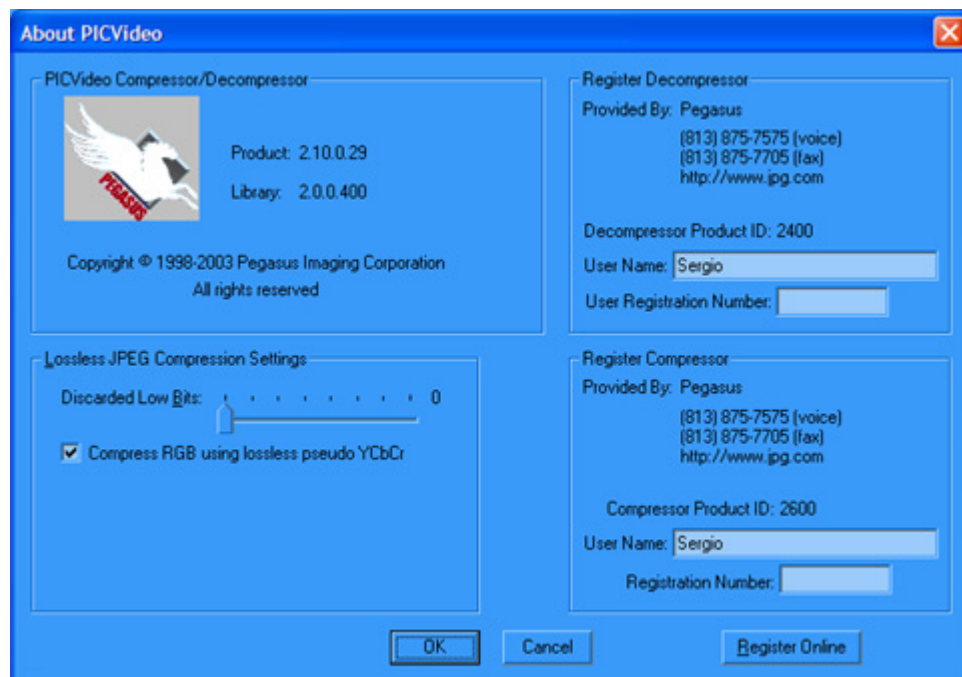 About PICVideo
PICVideo Compressor/Decompressor
PEGASUS
Product: 2.10.0.29
Library: 2.0.0.400
Copyright © 1998-2003 Pegasus Imaging Corporation
All rights reserved
Lossless JPEG Compression Settings
Discarded Low Bits: 0
Compress RGB using lossless pseudo YCbCr
Register Decompressor
Provided By: Pegasus
(813) 875-7575 (voice)
(813) 875-7705 (fax)
http://www.jpg.com
Decompressor Product ID: 2400
User Name: Sergio
User Registration Number:
Register Compressor
Provided By: Pegasus
(813) 875-7575 (voice)
(813) 875-7705 (fax)
http://www.jpg.com
Compressor Product ID: 2600
User Name: Sergio
Registration Number:
OK
Cancel
Register Online